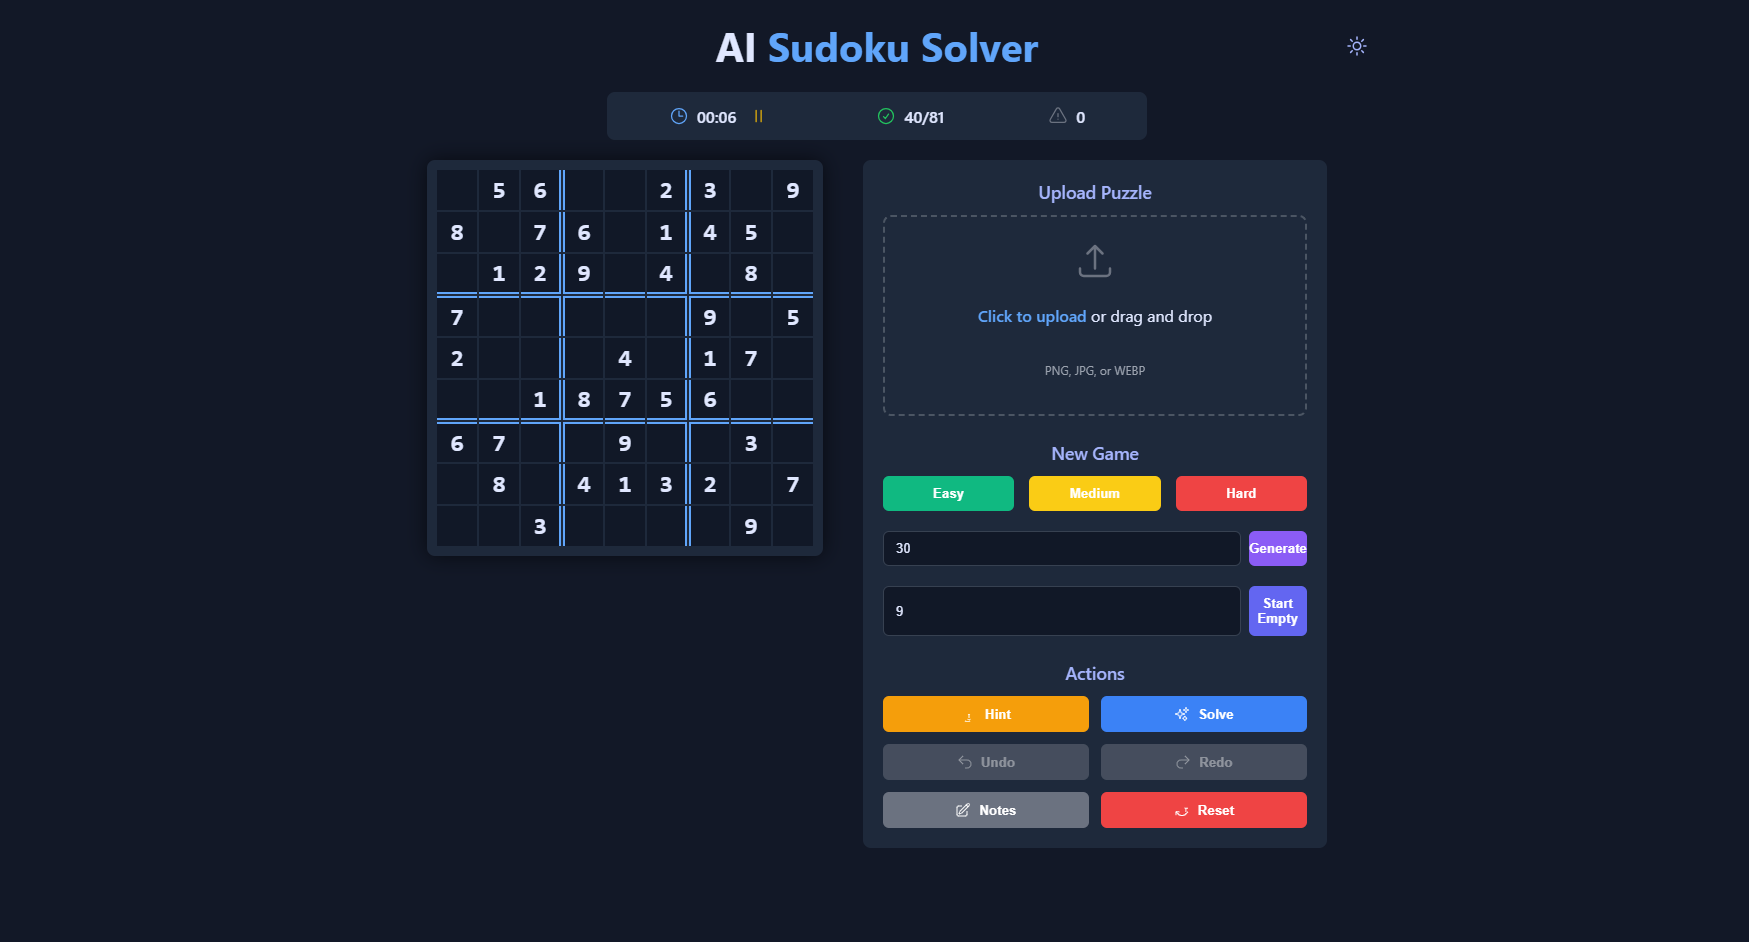 AI Sudoku Solver
00:06 40/81 0
5 6 2 3 9
8 7 6 1 4 5
1 2 9 4 8
7 9 5
2 4 1 7
1 8 7 5 6
6 7 9 3
8 4 1 3 2 7
3 9
Upload Puzzle
Click to upload or drag and drop
PNG, JPG, or WEBP
New Game
Easy Medium Hard
30 Generate
9 Start
Empty
Actions
Hint Solve
Undo Redo
Notes Reset